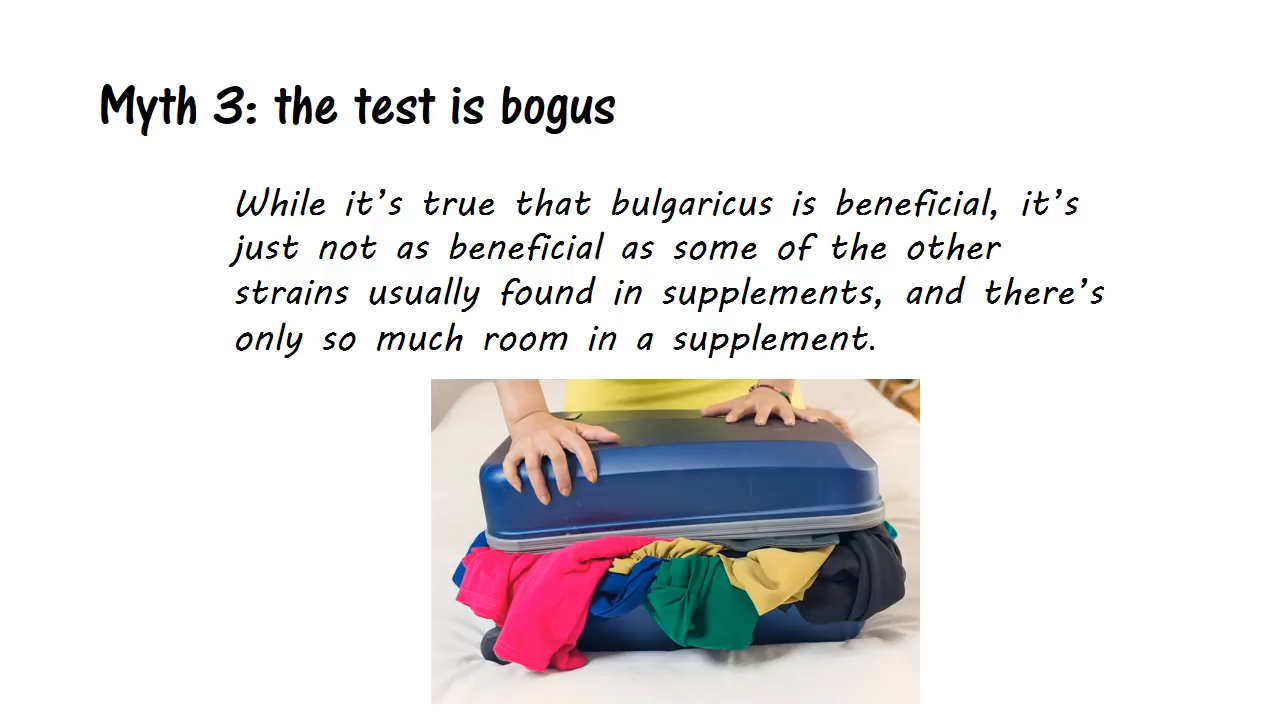 Myth 3: the test is bogus
While it's true that bulgaricus is beneficial, it's
just not as beneficial as some of the other
strains usually found in supplements, and there's
only so much room in a supplement.